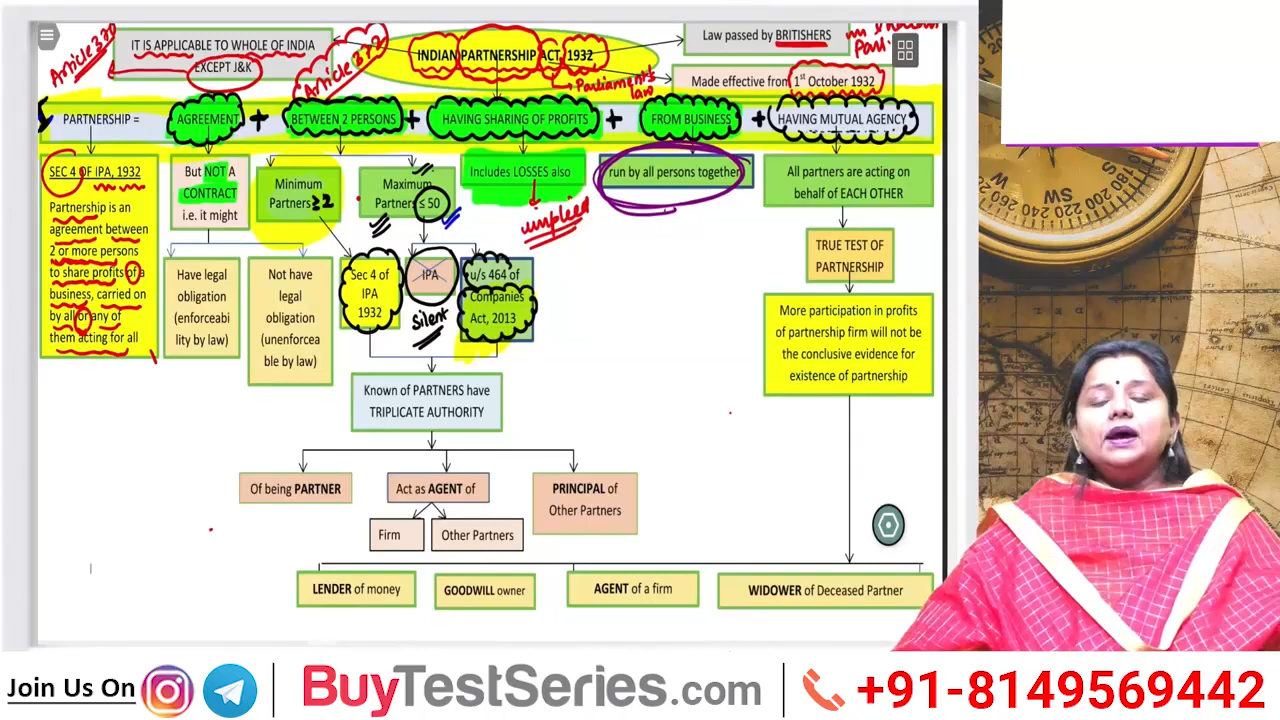 IT IS APPLICABLE TO WHOLE OF INDIA
EXCEPT J&K
Article 370
Article 370
INDIAN PARTNERSHIP ACT, 1932
Parliament's
law
Law passed by BRITISHERS
Made effective from 1st October 1932
PARTNERSHIP =
AGREEMENT
+
BETWEEN 2 PERSONS
+
HAVING SHARING OF PROFITS
+
FROM BUSINESS
+
HAVING MUTUAL AGENCY
SEC 4 OF IPA, 1932
Partnership is an
agreement between
2 or more persons
to share profits of a
business, carried on
by all or any of
them acting for all
But NOT A
CONTRACT
i.e. it might
Have legal
obligation
(enforceabi
lity by law)
Not have
legal
obligation
(unenforcea
ble by law)
Minimum
Partners ≥2
Maximum
Partners ≤ 50
Sec 4 of
IPA
1932
IPA
Silent
u/s 464 of
Companies
Act, 2013
Includes LOSSES also
implied
run by all persons together
All partners are acting on
behalf of EACH OTHER
TRUE TEST OF
PARTNERSHIP
More participation in profits
of partnership firm will not be
the conclusive evidence for
existence of partnership
Known of PARTNERS have
TRIPLICATE AUTHORITY
Of being PARTNER
Act as AGENT of
Firm
Other Partners
PRINCIPAL of
Other Partners
LENDER of money
GOODWILL owner
AGENT of a firm
WIDOWER of Deceased Partner
Join Us On
BuyTestSeries.com
+91-8149569442